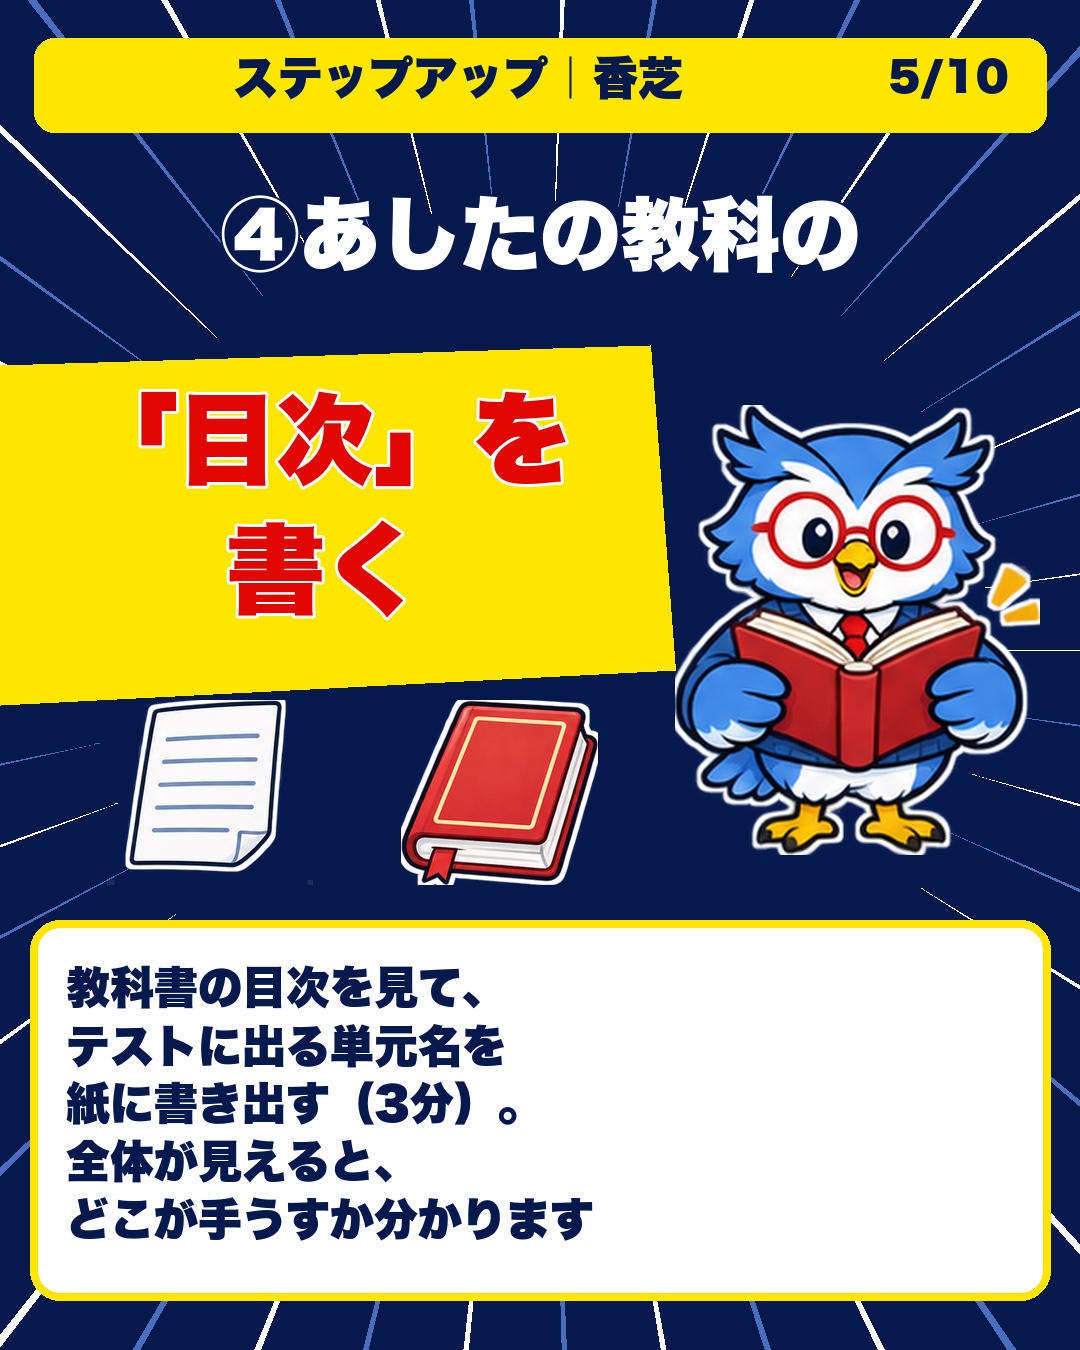 ステップアップ｜香芝
5/10
④あしたの教科の
「目次」を
書く
教科書の目次を見て、
テストに出る単元名を
紙に書き出す（3分）。
全体が見えると、
どこが手うすか分かります